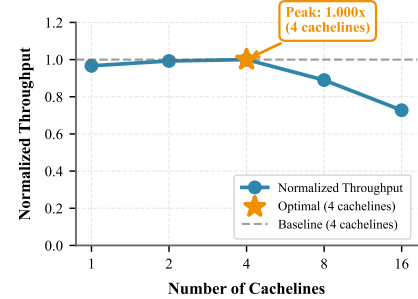 Peak: 1.000x
(4 cachelines)
1.2
1.0
0.8
0.6
0.4
0.2
0.0
Normalized Throughput
Normalized Throughput
Optimal (4 cachelines)
Baseline (4 cachelines)
1 2 4 8 16
Number of Cachelines